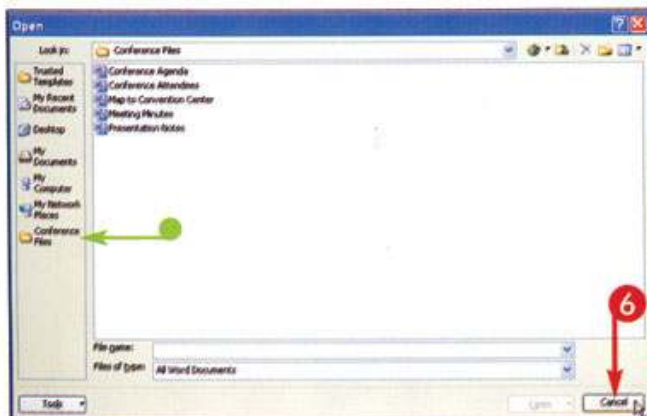 Open
Look in:
Conference Files
Trusted
Templates
My Recent
Documents
Desktop
My
Documents
My
Computer
My Network
Places
Conference
Files
Conference Agenda
Conference Attendees
Map to Convention Center
Meeting Minutes
Presentation Notes
File name:
Files of type:
All Word Documents
Tools
Open
Cancel
6